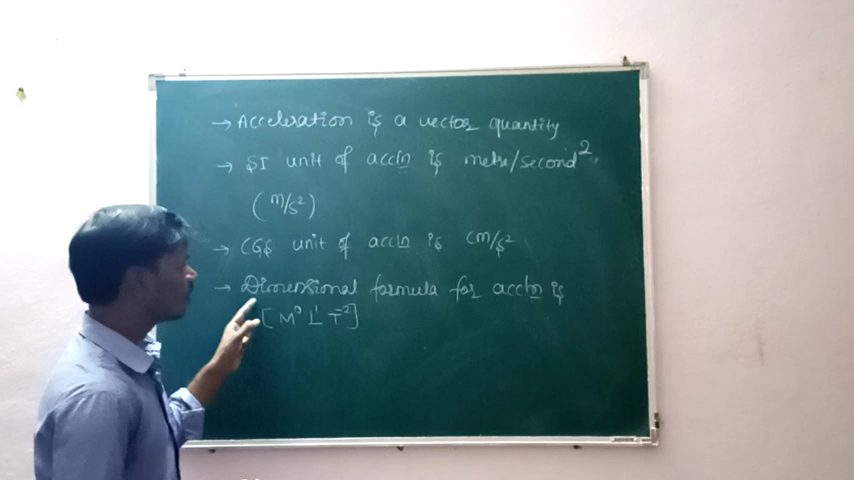 → Acceleration is a vector quantity
→ SI unit of accln is metre/second²
(m/s²)
→ CGS unit of accln is cm/s²
→ Dimensional formula for accln is
[M⁰ L¹ T⁻²]